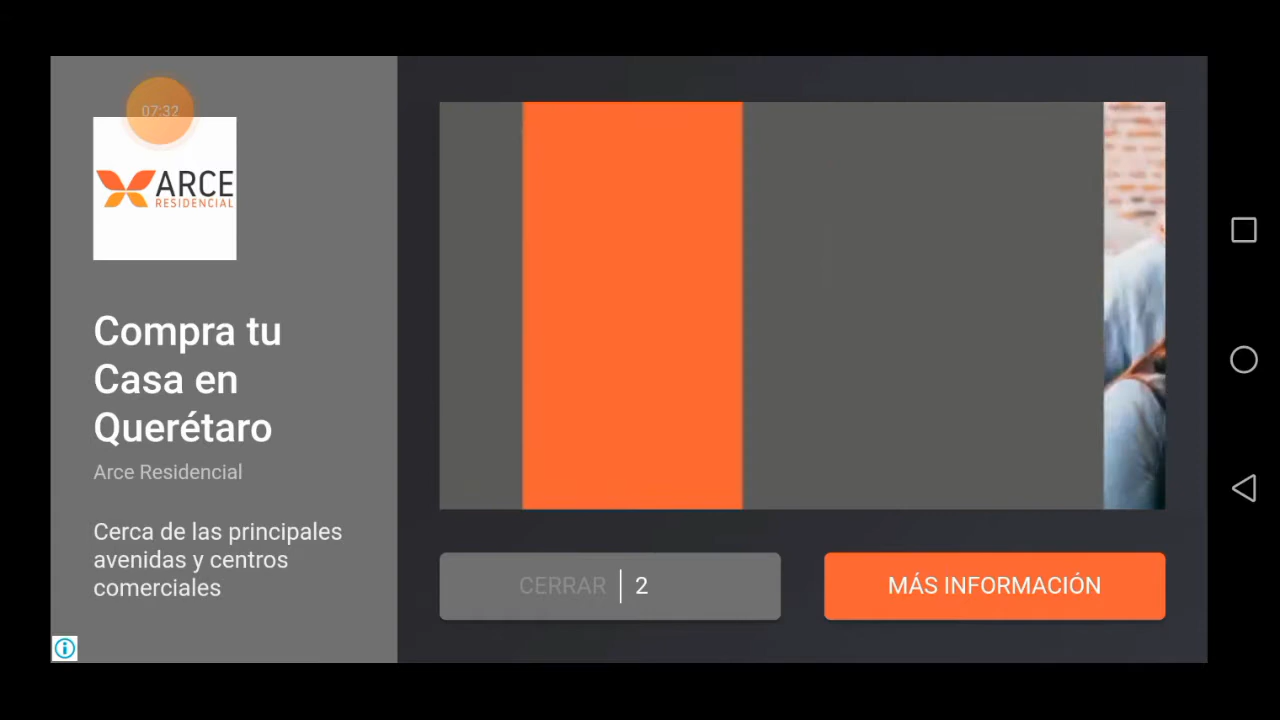 07:32
ARCE
RESIDENCIAL
Compra tu
Casa en
Querétaro
Arce Residencial
Cerca de las principales
avenidas y centros
comerciales
CERRAR | 2
MÁS INFORMACIÓN